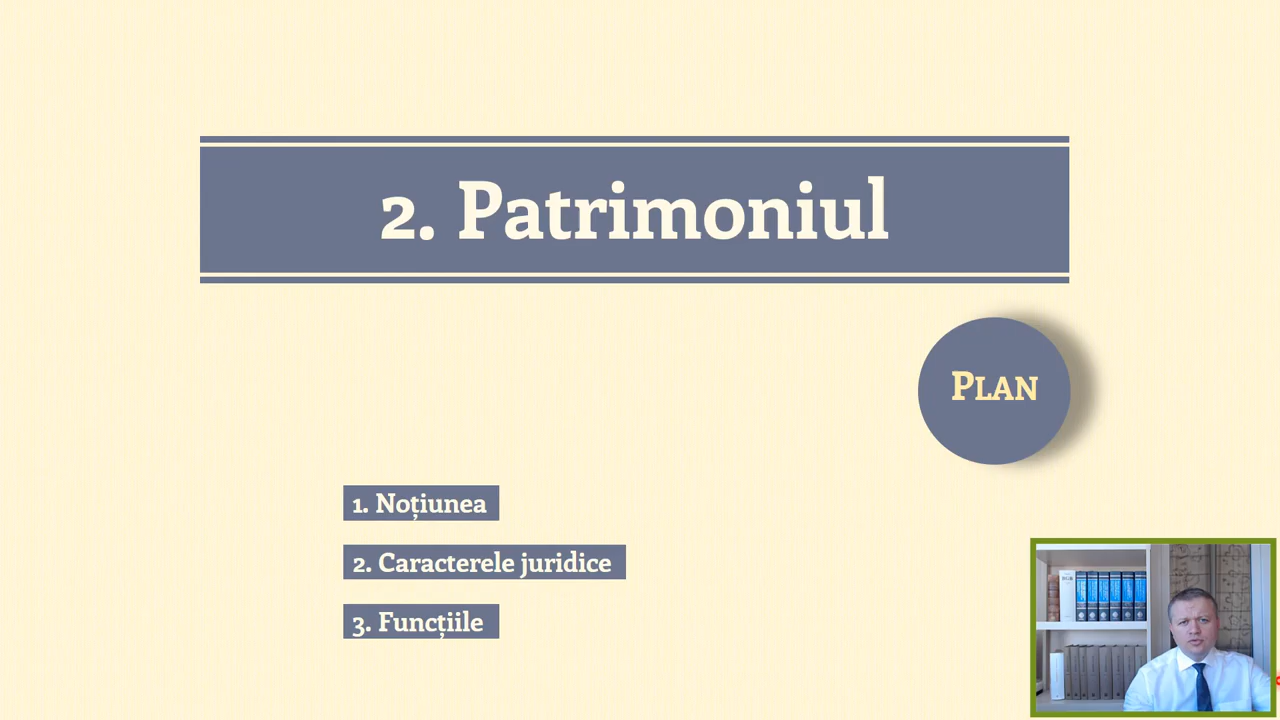 2. Patrimoniul
PLAN
1. Noțiunea
2. Caracterele juridice
3. Funcțiile